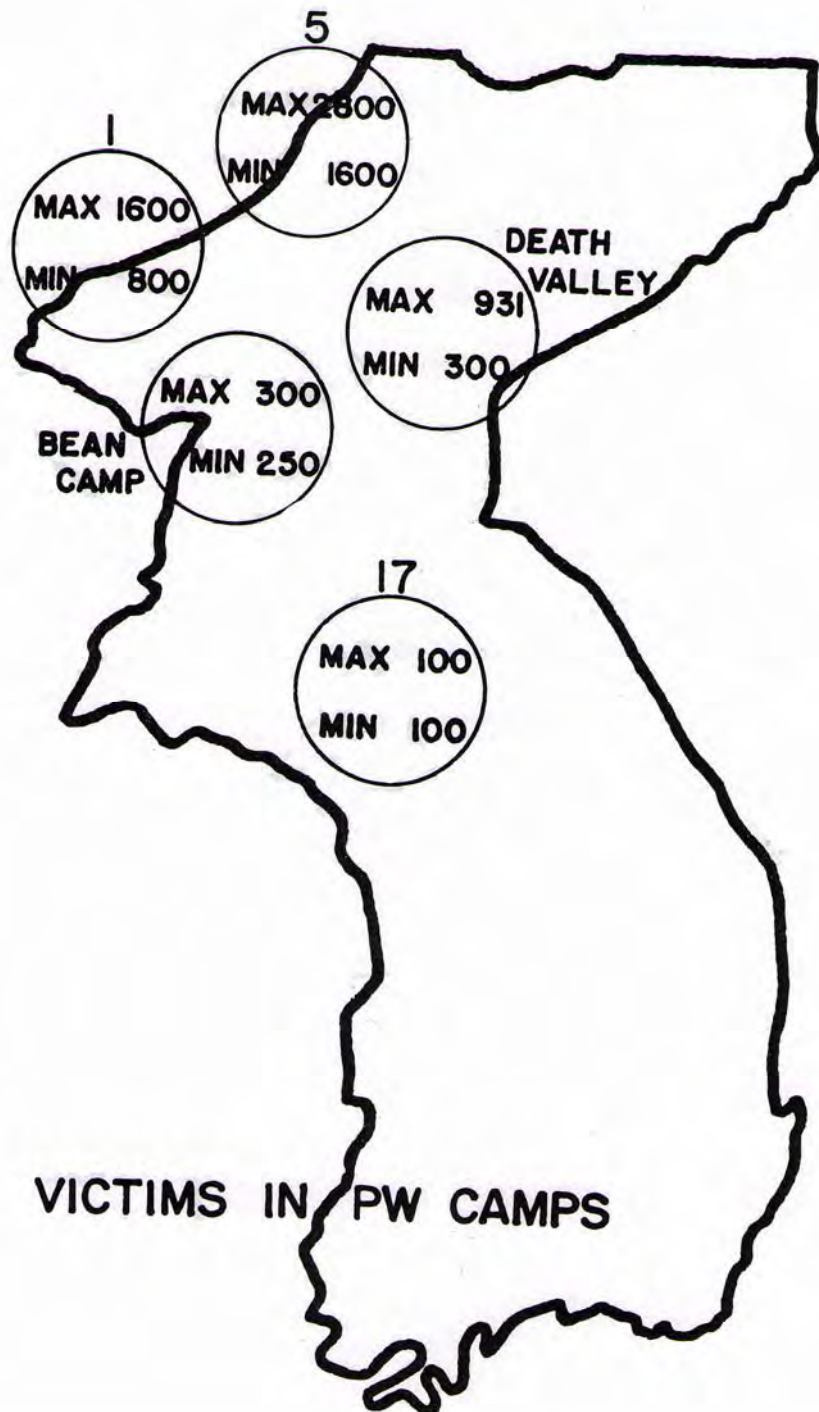 5
MAX 2800
MIN 1600
1
MAX 1600
MIN 800
DEATH
VALLEY
MAX 931
MIN 300
BEAN
CAMP
MAX 300
MIN 250
17
MAX 100
MIN 100
VICTIMS IN PW CAMPS